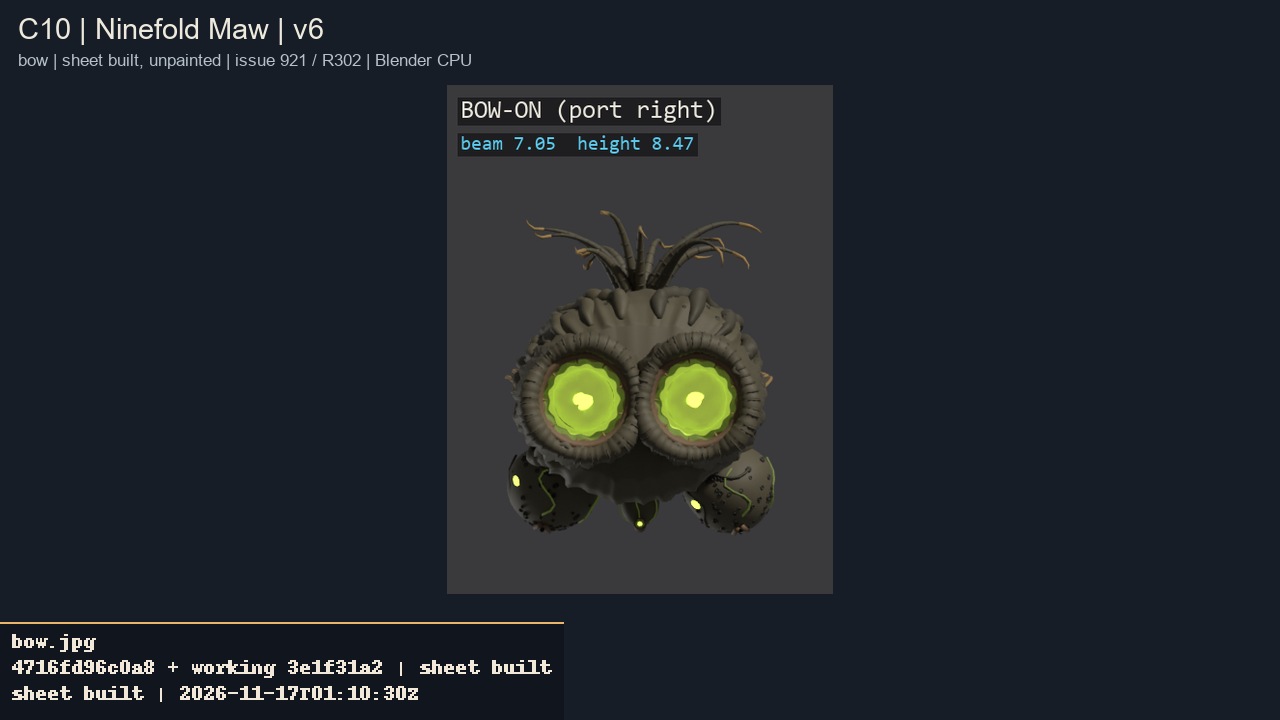 C10 | Ninefold Maw | v6
bow | sheet built, unpainted | issue 921 / R302 | Blender CPU
BOW-ON (port right)
beam 7.05  height 8.47
bow.jpg
4716fd96c0a8 + working 3e1f31a2 | sheet built
sheet built | 2026-11-17T01:10:30Z